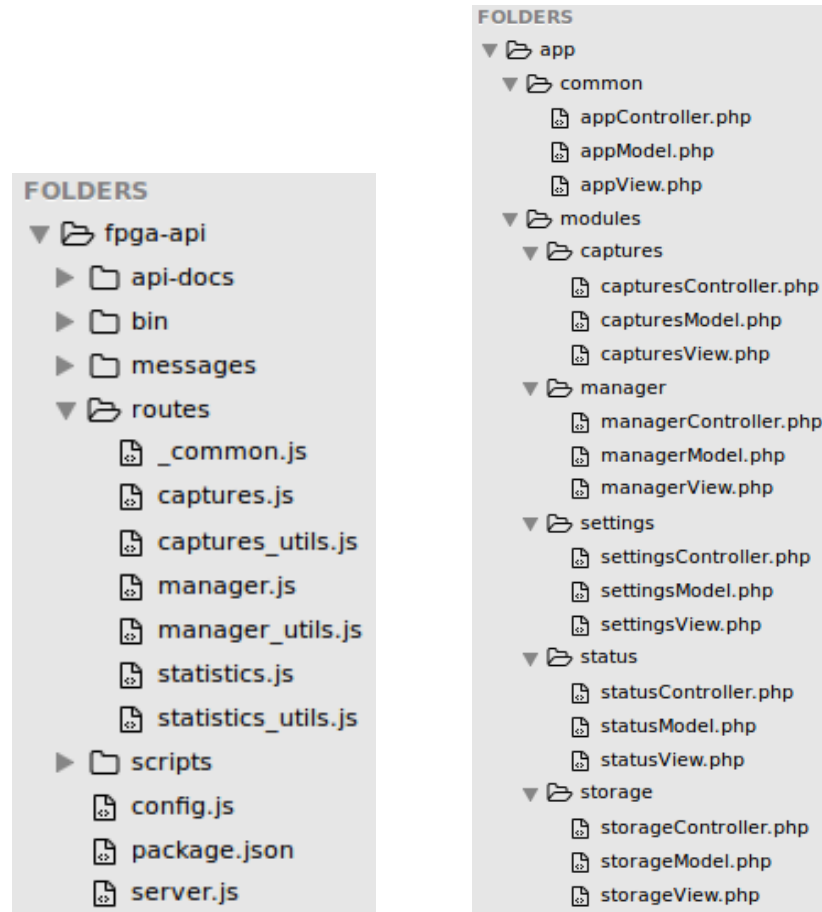 FOLDERS
fpga-api
api-docs
bin
messages
routes
_common.js
captures.js
captures_utils.js
manager.js
manager_utils.js
statistics.js
statistics_utils.js
scripts
config.js
package.json
server.js
FOLDERS
app
common
appController.php
appModel.php
appView.php
modules
captures
capturesController.php
capturesModel.php
capturesView.php
manager
managerController.php
managerModel.php
managerView.php
settings
settingsController.php
settingsModel.php
settingsView.php
status
statusController.php
statusModel.php
statusView.php
storage
storageController.php
storageModel.php
storageView.php